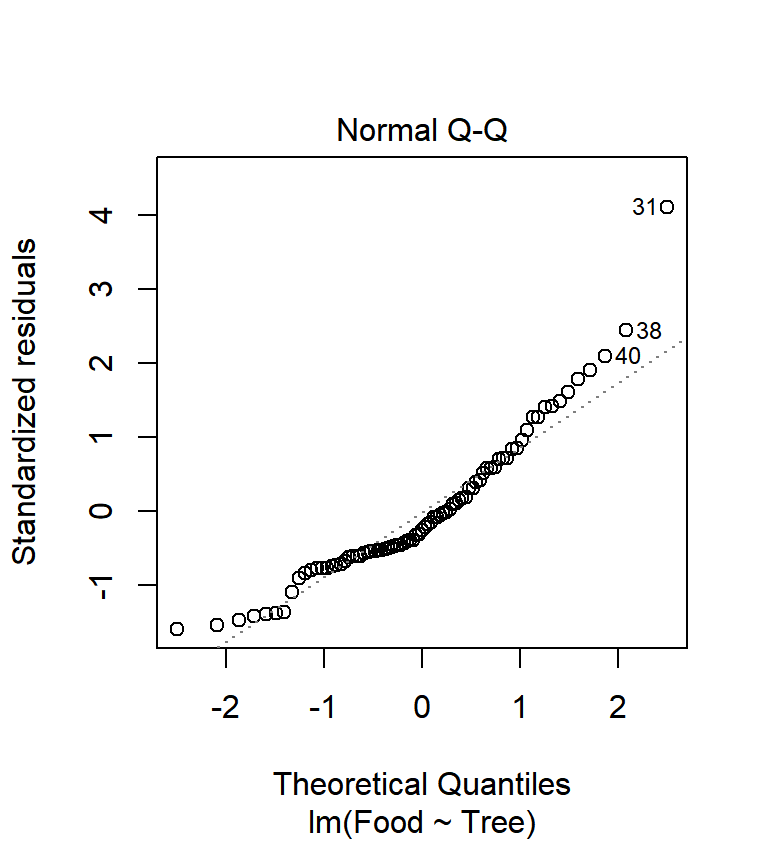 Normal Q-Q
Standardized residuals
4
3
2
1
0
-1
31
38
40
-2 -1 0 1 2
Theoretical Quantiles
lm(Food ~ Tree)